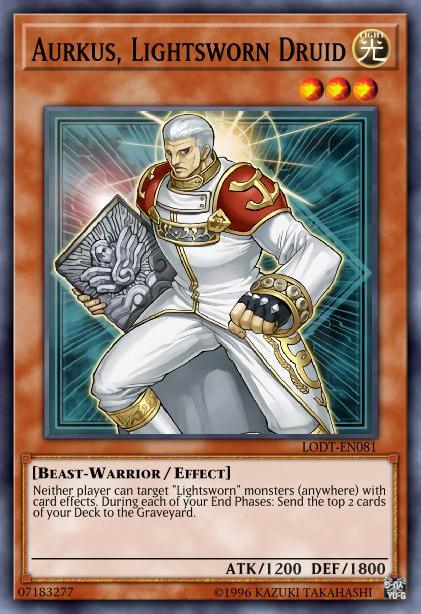 Aurkus, Lightsworn Druid
LIGHT
光
LODT-EN081
[Beast-Warrior / Effect]
Neither player can target "Lightsworn" monsters (anywhere) with
card effects. During each of your End Phases: Send the top 2 cards
of your Deck to the Graveyard.
ATK/1200 DEF/1800
07183277
©1996 KAZUKI TAKAHASHI